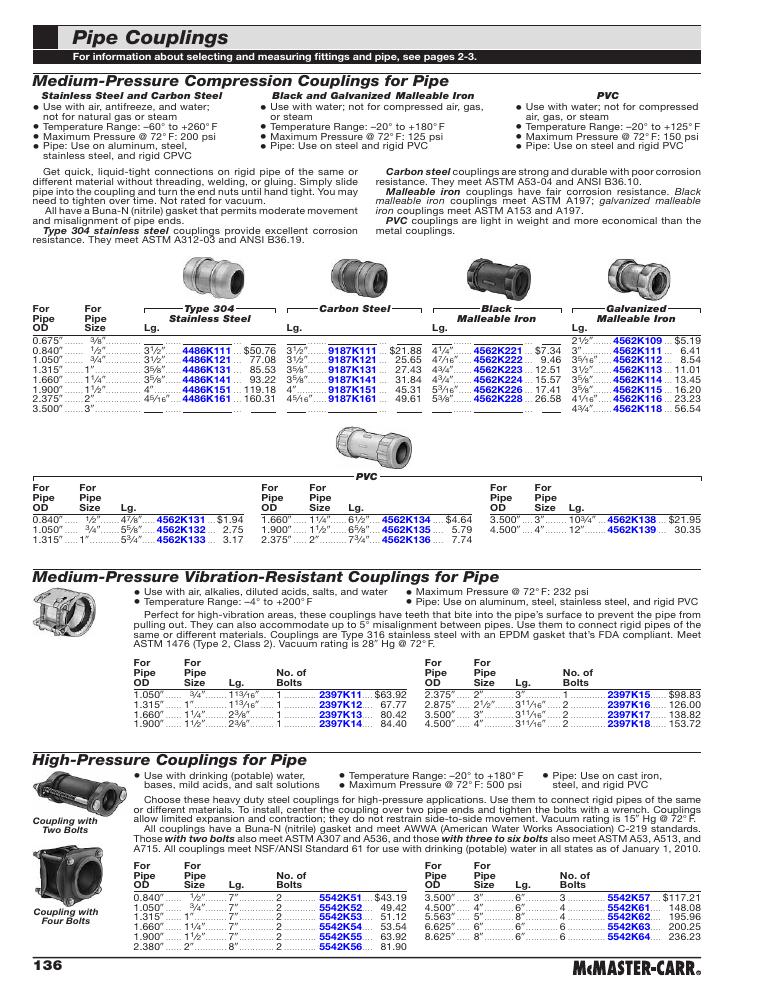 Pipe Couplings
For information about selecting and measuring fittings and pipe, see pages 2-3.
Medium-Pressure Compression Couplings for Pipe
Stainless Steel and Carbon Steel
● Use with air, antifreeze, and water;
not for natural gas or steam
● Temperature Range: –60° to +260° F
● Maximum Pressure @ 72° F: 200 psi
● Pipe: Use on aluminum, steel,
stainless steel, and rigid CPVC
Black and Galvanized Malleable Iron
● Use with water; not for compressed air, gas,
or steam
● Temperature Range: –20° to +180° F
● Maximum Pressure @ 72° F: 125 psi
● Pipe: Use on steel and rigid PVC
PVC
● Use with water; not for compressed
air, gas, or steam
● Temperature Range: –20° to +125° F
● Maximum Pressure @ 72° F: 150 psi
● Pipe: Use on steel and rigid PVC
Get quick, liquid-tight connections on rigid pipe of the same or
different material without threading, welding, or gluing. Simply slide
pipe into the coupling and turn the end nuts until hand tight. You may
need to tighten over time. Not rated for vacuum.
All have a Buna-N (nitrile) gasket that permits moderate movement
and misalignment of pipe ends.
Type 304 stainless steel couplings provide excellent corrosion
resistance. They meet ASTM A312-03 and ANSI B36.19.
Carbon steel couplings are strong and durable with poor corrosion
resistance. They meet ASTM A53-04 and ANSI B36.10.
Malleable iron couplings have fair corrosion resistance. Black
malleable iron couplings meet ASTM A197; galvanized malleable
iron couplings meet ASTM A153 and A197.
PVC couplings are light in weight and more economical than the
metal couplings.
For Pipe OD For Pipe Size Type 304 Stainless Steel Lg. Carbon Steel Lg. Black Malleable Iron Lg. Galvanized Malleable Iron Lg.
0.675" 3/8" 2 1/2" 4562K109 $5.19
0.840" 1/2" 3 1/2" 4486K111 $50.76 3 1/2" 9187K111 $21.88 4 1/4" 4562K221 $7.34 3" 4562K111 6.41
1.050" 3/4" 3 1/2" 4486K121 77.08 3 1/2" 9187K121 25.65 4 7/16" 4562K222 9.46 3 5/16" 4562K112 8.54
1.315" 1" 3 5/8" 4486K131 85.53 3 5/8" 9187K131 27.43 4 3/4" 4562K223 12.51 3 1/2" 4562K113 11.01
1.660" 1 1/4" 3 5/8" 4486K141 93.22 3 5/8" 9187K141 31.84 4 3/4" 4562K224 15.57 3 5/8" 4562K114 13.45
1.900" 1 1/2" 4" 4486K151 119.18 4" 9187K151 45.31 5 3/16" 4562K226 17.41 3 5/8" 4562K115 16.20
2.375" 2" 4 5/16" 4486K161 160.31 4 5/16" 9187K161 49.61 5 3/8" 4562K228 26.58 4 1/16" 4562K116 23.23
3.500" 3" 4 3/4" 4562K118 56.54
PVC
For Pipe OD For Pipe Size Lg. For Pipe OD For Pipe Size Lg. For Pipe OD For Pipe Size Lg.
0.840" 1/2" 4 7/8" 4562K131 $1.94 1.660" 1 1/4" 6 1/2" 4562K134 $4.64 3.500" 3" 10 3/4" 4562K138 $21.95
1.050" 3/4" 5 5/8" 4562K132 2.75 1.900" 1 1/2" 6 5/8" 4562K135 5.79 4.500" 4" 12" 4562K139 30.35
1.315" 1" 5 3/4" 4562K133 3.17 2.375" 2" 7 3/4" 4562K136 7.74
Medium-Pressure Vibration-Resistant Couplings for Pipe
● Use with air, alkalies, diluted acids, salts, and water
● Temperature Range: –4° to +200° F
● Maximum Pressure @ 72° F: 232 psi
● Pipe: Use on aluminum, steel, stainless steel, and rigid PVC
Perfect for high-vibration areas, these couplings have teeth that bite into the pipe's surface to prevent the pipe from
pulling out. They can also accommodate up to 5° misalignment between pipes. Use them to connect rigid pipes of the
same or different materials. Couplings are Type 316 stainless steel with an EPDM gasket that's FDA compliant. Meet
ASTM 1476 (Type 2, Class 2). Vacuum rating is 28" Hg @ 72° F.
For Pipe OD For Pipe Size Lg. No. of Bolts For Pipe OD For Pipe Size Lg. No. of Bolts
1.050" 3/4" 1 13/16" 1 2397K11 $63.92 2.375" 2" 3" 1 2397K15 $98.83
1.315" 1" 1 13/16" 1 2397K12 67.77 2.875" 2 1/2" 3 11/16" 2 2397K16 126.00
1.660" 1 1/4" 2 3/8" 1 2397K13 80.42 3.500" 3" 3 11/16" 2 2397K17 138.82
1.900" 1 1/2" 2 3/8" 1 2397K14 84.40 4.500" 4" 3 11/16" 2 2397K18 153.72
High-Pressure Couplings for Pipe
● Use with drinking (potable) water,
bases, mild acids, and salt solutions
● Temperature Range: –20° to +180° F
● Maximum Pressure @ 72° F: 500 psi
● Pipe: Use on cast iron,
steel, and rigid PVC
Choose these heavy duty steel couplings for high-pressure applications. Use them to connect rigid pipes of the same
or different materials. To install, center the coupling over two pipe ends and tighten the bolts with a wrench. Couplings
allow limited expansion and contraction; they do not restrain side-to-side movement. Vacuum rating is 15" Hg @ 72° F.
All couplings have a Buna-N (nitrile) gasket and meet AWWA (American Water Works Association) C-219 standards.
Those with two bolts also meet ASTM A307 and A536, and those with three to six bolts also meet ASTM A53, A513, and
A715. All couplings meet NSF/ANSI Standard 61 for use with drinking (potable) water in all states as of January 1, 2010.
Coupling with
Two Bolts
Coupling with
Four Bolts
For Pipe OD For Pipe Size Lg. No. of Bolts For Pipe OD For Pipe Size Lg. No. of Bolts
0.840" 1/2" 7" 2 5542K51 $43.19 3.500" 3" 6" 3 5542K57 $117.21
1.050" 3/4" 7" 2 5542K52 49.42 4.500" 4" 6" 4 5542K61 148.08
1.315" 1" 7" 2 5542K53 51.12 5.563" 5" 8" 4 5542K62 195.96
1.660" 1 1/4" 7" 2 5542K54 53.54 6.625" 6" 6" 6 5542K63 200.25
1.900" 1 1/2" 7" 2 5542K55 63.92 8.625" 8" 6" 6 5542K64 236.23
2.380" 2" 8" 2 5542K56 81.90
136
McMASTER-CARR®